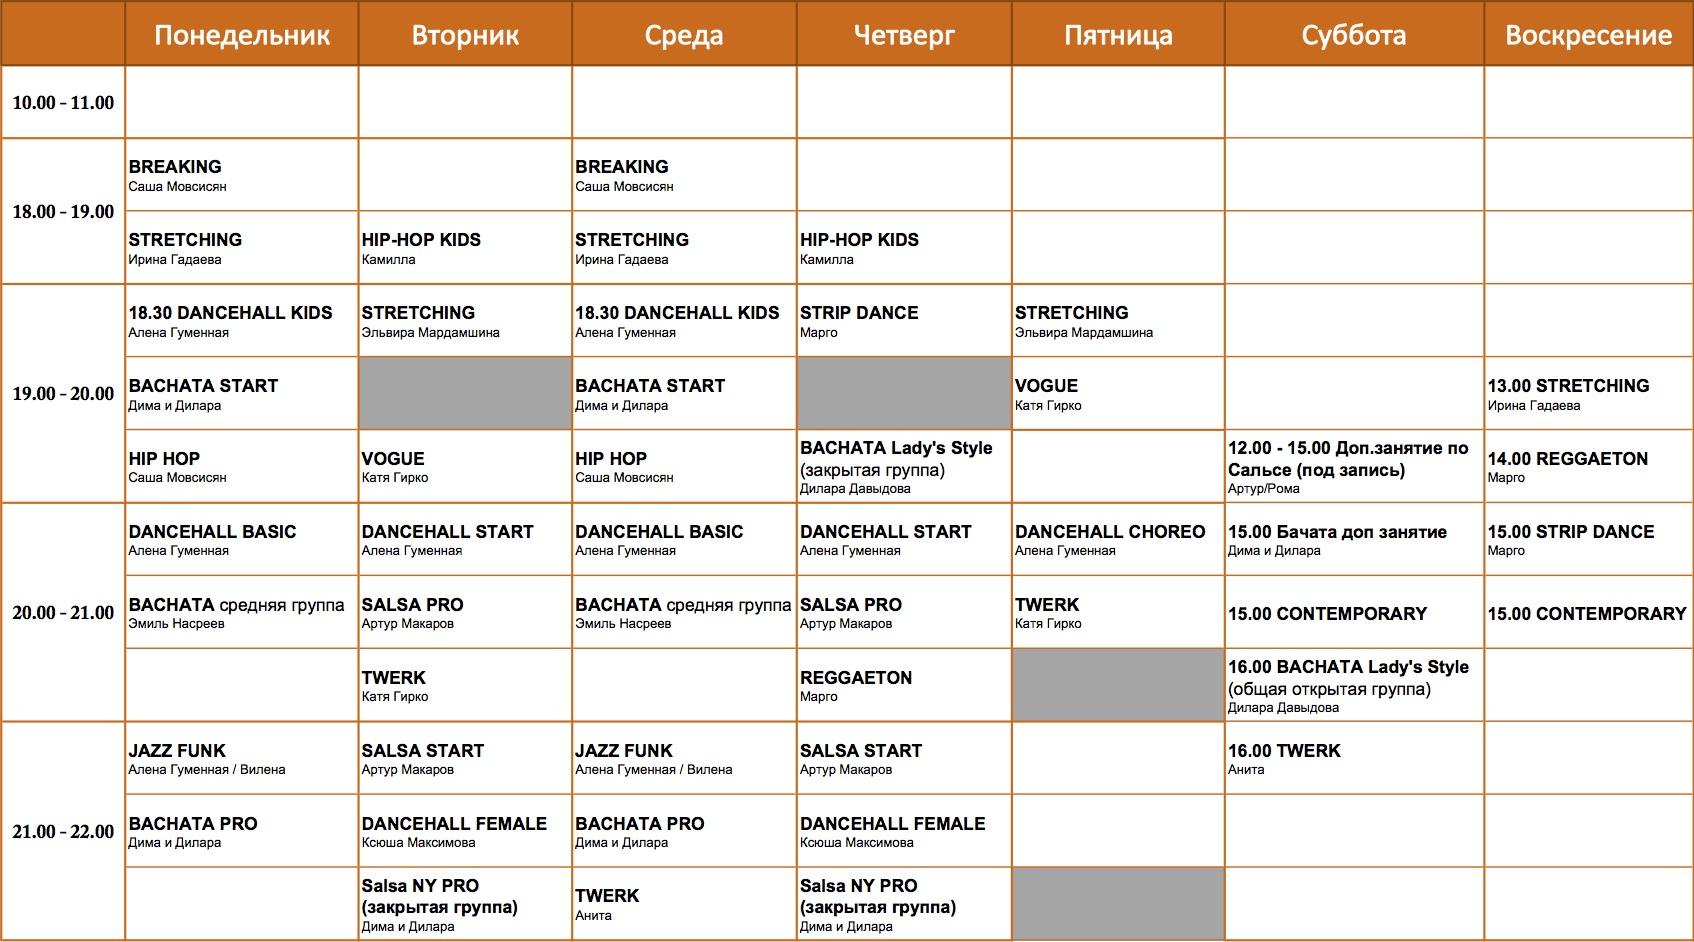 Понедельник Вторник Среда Четверг Пятница Суббота Воскресение
10.00 - 11.00
18.00 - 19.00
BREAKING
Саша Мовсисян
BREAKING
Саша Мовсисян
STRETCHING
Ирина Гадаева
HIP-HOP KIDS
Камилла
STRETCHING
Ирина Гадаева
HIP-HOP KIDS
Камилла
19.00 - 20.00
18.30 DANCEHALL KIDS
Алена Гуменная
STRETCHING
Эльвира Мардамшина
18.30 DANCEHALL KIDS
Алена Гуменная
STRIP DANCE
Марго
STRETCHING
Эльвира Мардамшина
BACHATA START
Дима и Дилара
BACHATA START
Дима и Дилара
VOGUE
Катя Гирко
13.00 STRETCHING
Ирина Гадаева
HIP HOP
Саша Мовсисян
VOGUE
Катя Гирко
HIP HOP
Саша Мовсисян
BACHATA Lady's Style
(закрытая группа)
Дилара Давыдова
12.00 - 15.00 Доп.занятие по
Сальсе (под запись)
Артур/Рома
14.00 REGGAETON
Марго
20.00 - 21.00
DANCEHALL BASIC
Алена Гуменная
DANCEHALL START
Алена Гуменная
DANCEHALL BASIC
Алена Гуменная
DANCEHALL START
Алена Гуменная
DANCEHALL CHOREO
Алена Гуменная
15.00 Бачата доп занятие
Дима и Дилара
15.00 STRIP DANCE
Марго
BACHATA средняя группа
Эмиль Насреев
SALSA PRO
Артур Макаров
BACHATA средняя группа
Эмиль Насреев
SALSA PRO
Артур Макаров
TWERK
Катя Гирко
15.00 CONTEMPORARY
15.00 CONTEMPORARY
TWERK
Катя Гирко
REGGAETON
Марго
16.00 BACHATA Lady's Style
(общая открытая группа)
Дилара Давыдова
21.00 - 22.00
JAZZ FUNK
Алена Гуменная / Вилена
SALSA START
Артур Макаров
JAZZ FUNK
Алена Гуменная / Вилена
SALSA START
Артур Макаров
16.00 TWERK
Анита
BACHATA PRO
Дима и Дилара
DANCEHALL FEMALE
Ксюша Максимова
BACHATA PRO
Дима и Дилара
DANCEHALL FEMALE
Ксюша Максимова
Salsa NY PRO
(закрытая группа)
Дима и Дилара
TWERK
Анита
Salsa NY PRO
(закрытая группа)
Дима и Дилара